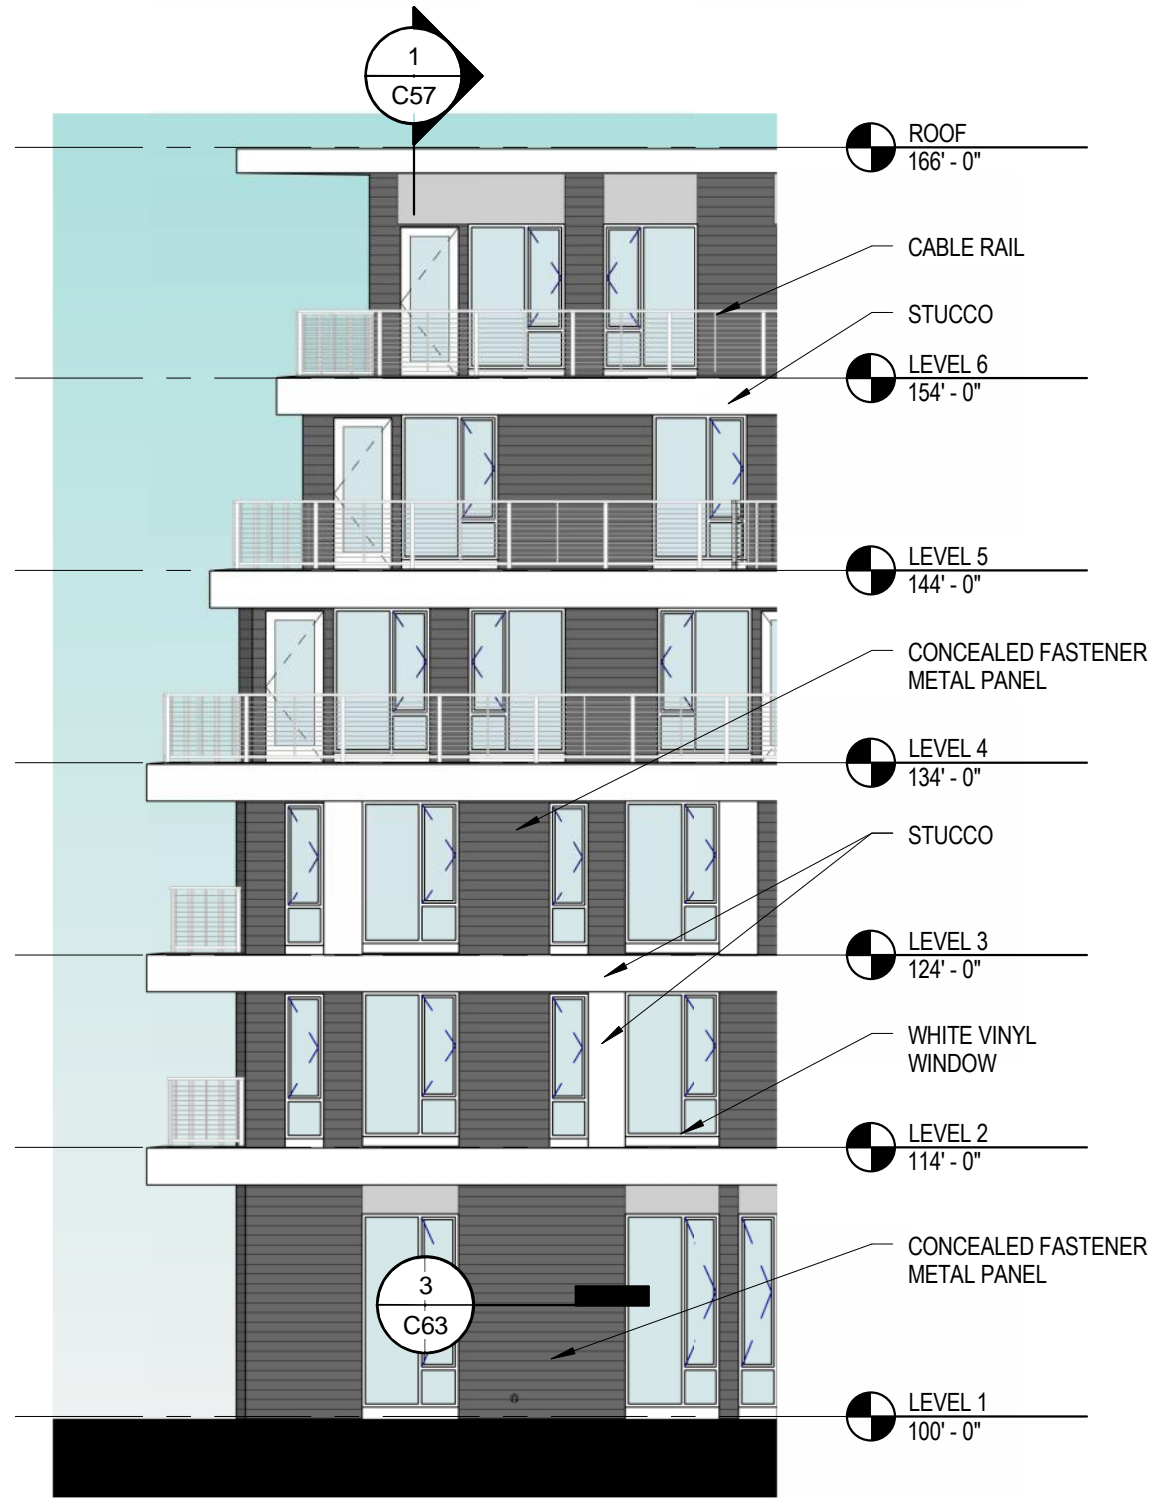 1
C57
ROOF
166' - 0"
CABLE RAIL
STUCCO
LEVEL 6
154' - 0"
LEVEL 5
144' - 0"
CONCEALED FASTENER
METAL PANEL
LEVEL 4
134' - 0"
STUCCO
LEVEL 3
124' - 0"
WHITE VINYL
WINDOW
LEVEL 2
114' - 0"
CONCEALED FASTENER
METAL PANEL
3
C63
LEVEL 1
100' - 0"